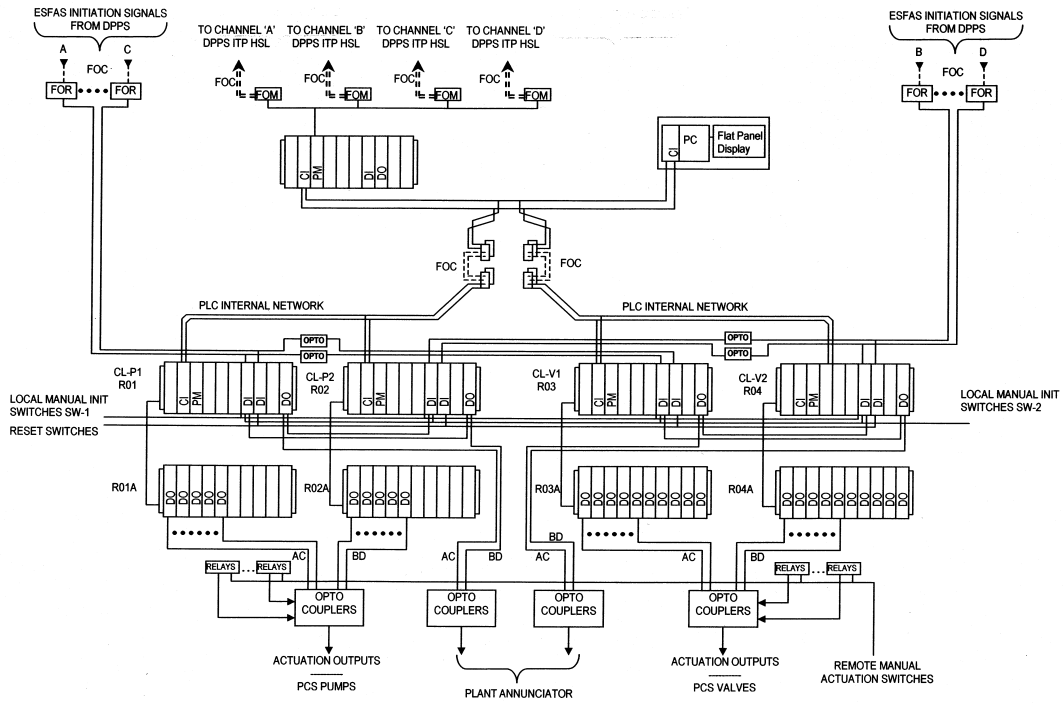 ESFAS INITIATION SIGNALS
FROM DPPS
A C
FOC
FOR FOR
TO CHANNEL 'A'
DPPS ITP HSL
TO CHANNEL 'B'
DPPS ITP HSL
TO CHANNEL 'C'
DPPS ITP HSL
TO CHANNEL 'D'
DPPS ITP HSL
FOC FOC FOC FOC
FOM FOM FOM FOM
ESFAS INITIATION SIGNALS
FROM DPPS
B D
FOC
FOR FOR
CI PM DI DO
CI PC Flat Panel
Display
FOC FOC
PLC INTERNAL NETWORK
PLC INTERNAL NETWORK
OPTO
OPTO
OPTO
OPTO
CL-P1
R01
CI PM DI DI DO
CL-P2
R02
CI PM DI DI DO
CL-V1
R03
CI PM DI DI DO
CL-V2
R04
CI PM DI DI DO
LOCAL MANUAL INIT
SWITCHES SW-1
RESET SWITCHES
LOCAL MANUAL INIT
SWITCHES SW-2
R01A
DO DO DO DO DO
R02A
DO DO DO DO DO
R03A
DO DO DO DO DO DO DO DO
R04A
DO DO DO DO DO DO DO DO
AC BD
AC BD
BD
AC
AC BD
RELAYS ... RELAYS
RELAYS ... RELAYS
OPTO
COUPLERS
OPTO
COUPLERS
OPTO
COUPLERS
OPTO
COUPLERS
ACTUATION OUTPUTS
PCS PUMPS
PLANT ANNUNCIATOR
ACTUATION OUTPUTS
PCS VALVES
REMOTE MANUAL
ACTUATION SWITCHES